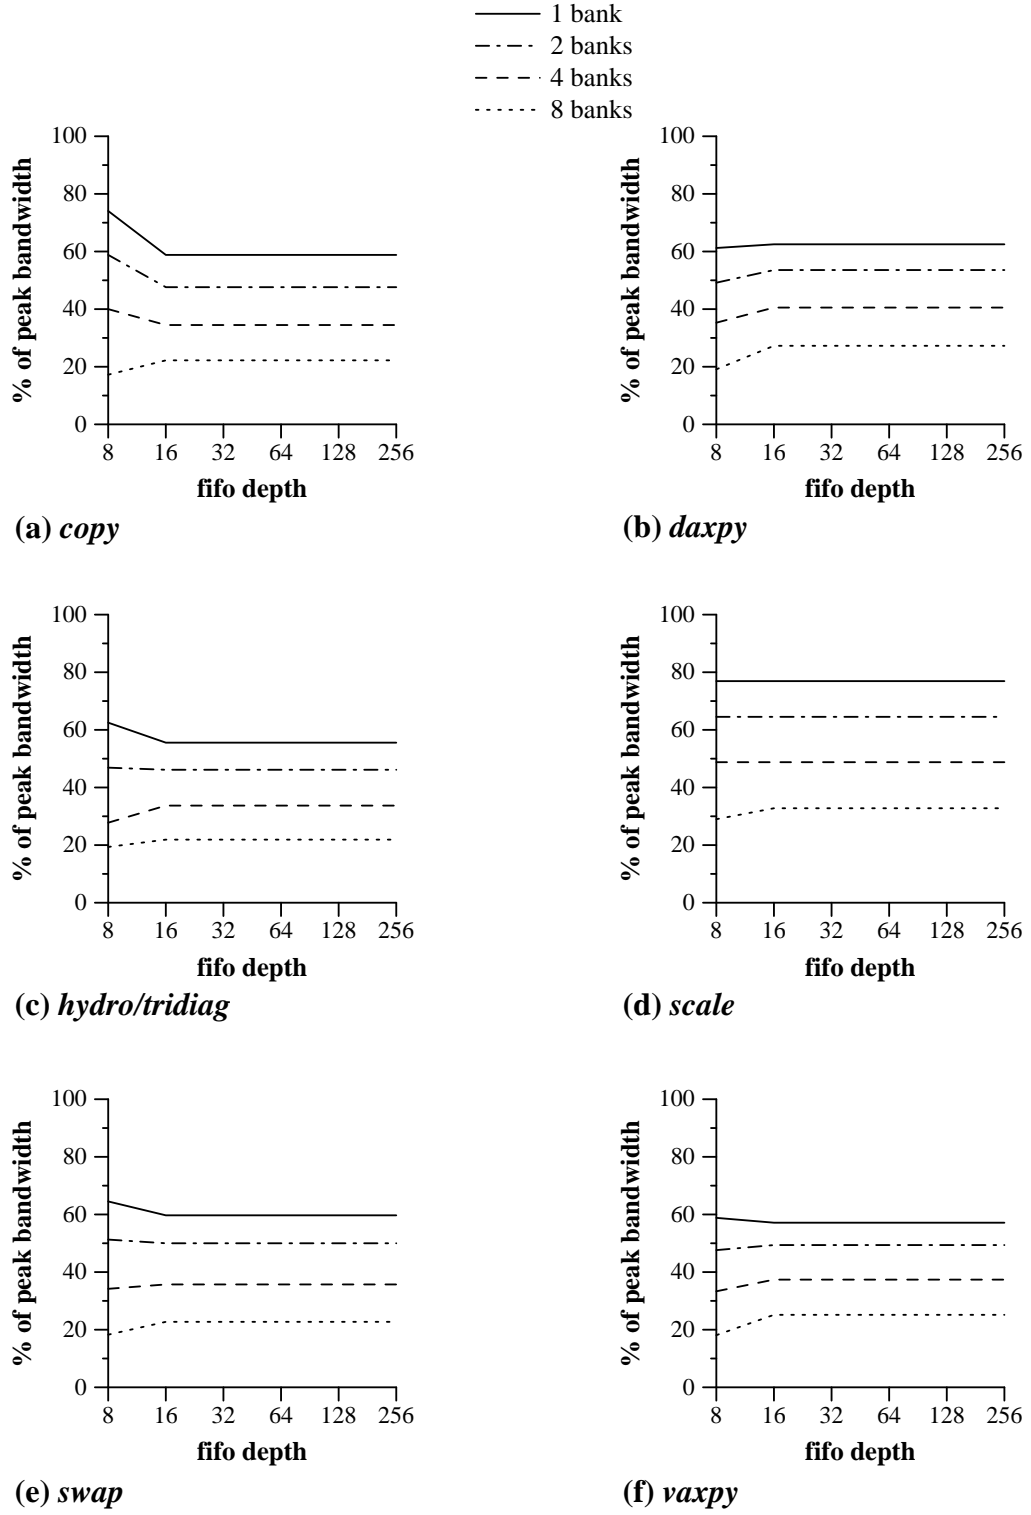 1 bank
2 banks
4 banks
8 banks
100
80
60
40
20
0
% of peak bandwidth
8 16 32 64 128 256
fifo depth
(a) copy
100
80
60
40
20
0
% of peak bandwidth
8 16 32 64 128 256
fifo depth
(b) daxpy
100
80
60
40
20
0
% of peak bandwidth
8 16 32 64 128 256
fifo depth
(c) hydro/tridiag
100
80
60
40
20
0
% of peak bandwidth
8 16 32 64 128 256
fifo depth
(d) scale
100
80
60
40
20
0
% of peak bandwidth
8 16 32 64 128 256
fifo depth
(e) swap
100
80
60
40
20
0
% of peak bandwidth
8 16 32 64 128 256
fifo depth
(f) vaxpy